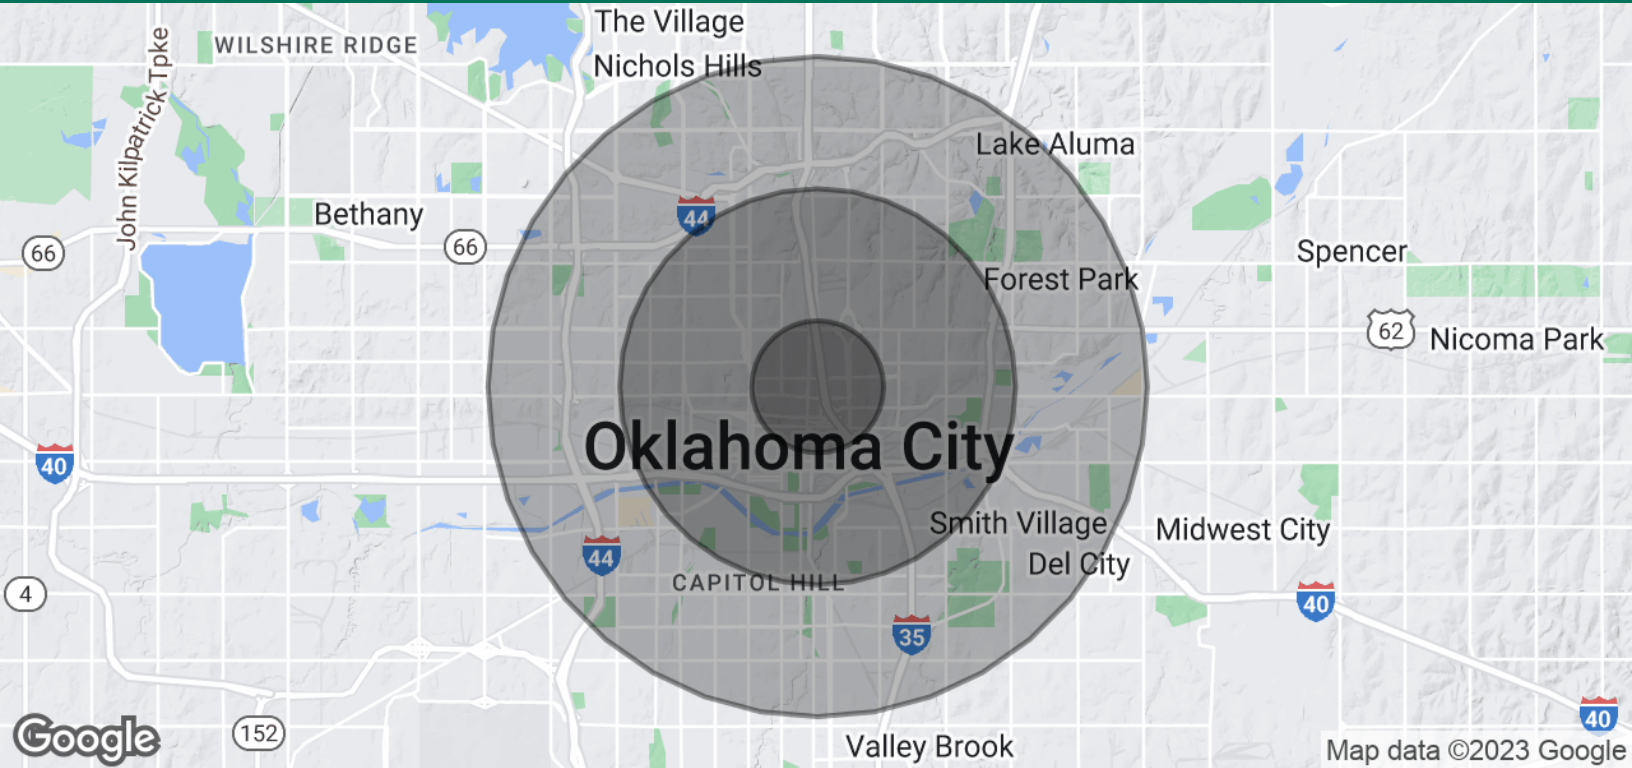 The Village
WILSHIRE RIDGE
Nichols Hills
John Kilpatrick Tpke
Lake Aluma
Bethany
44
66
66
Spencer
Forest Park
62
Nicoma Park
Oklahoma City
40
Smith Village
Midwest City
44
Del City
CAPITOL HILL
4
40
35
40
152
Google
Valley Brook
Map data ©2023 Google